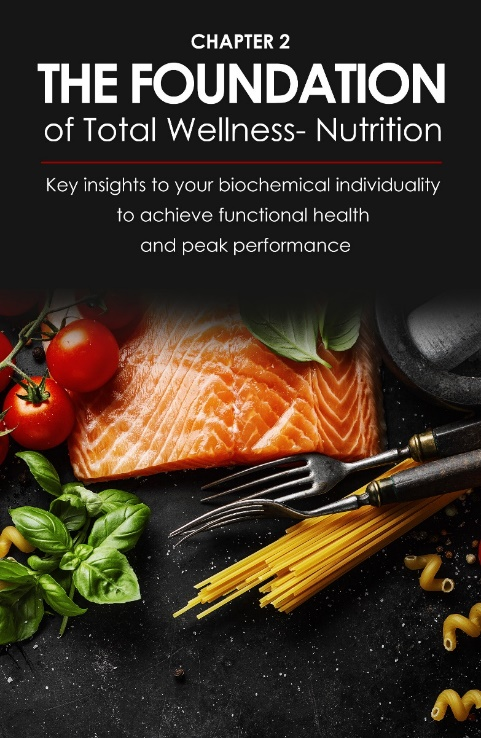 CHAPTER 2
THE FOUNDATION
of Total Wellness- Nutrition
Key insights to your biochemical individuality
to achieve functional health
and peak performance